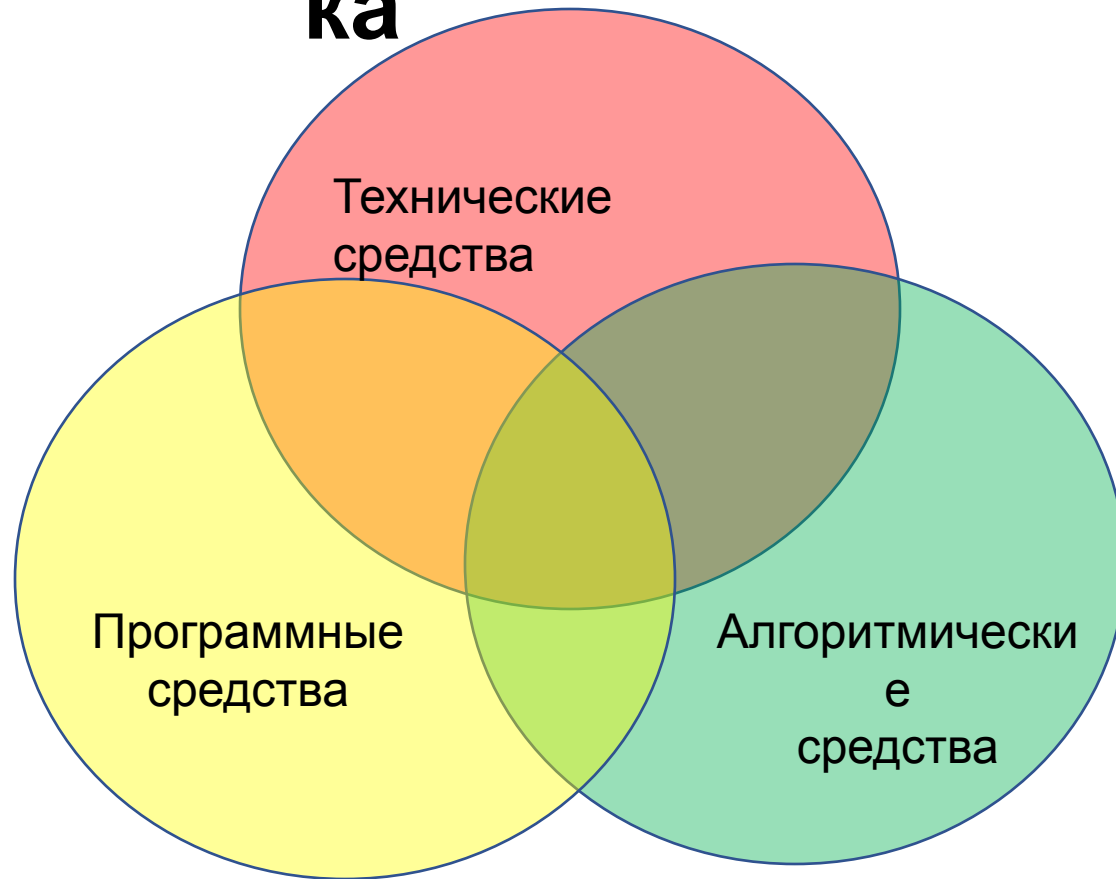 ка
Технические
средства
Программные
средства
Алгоритмически
е
средства